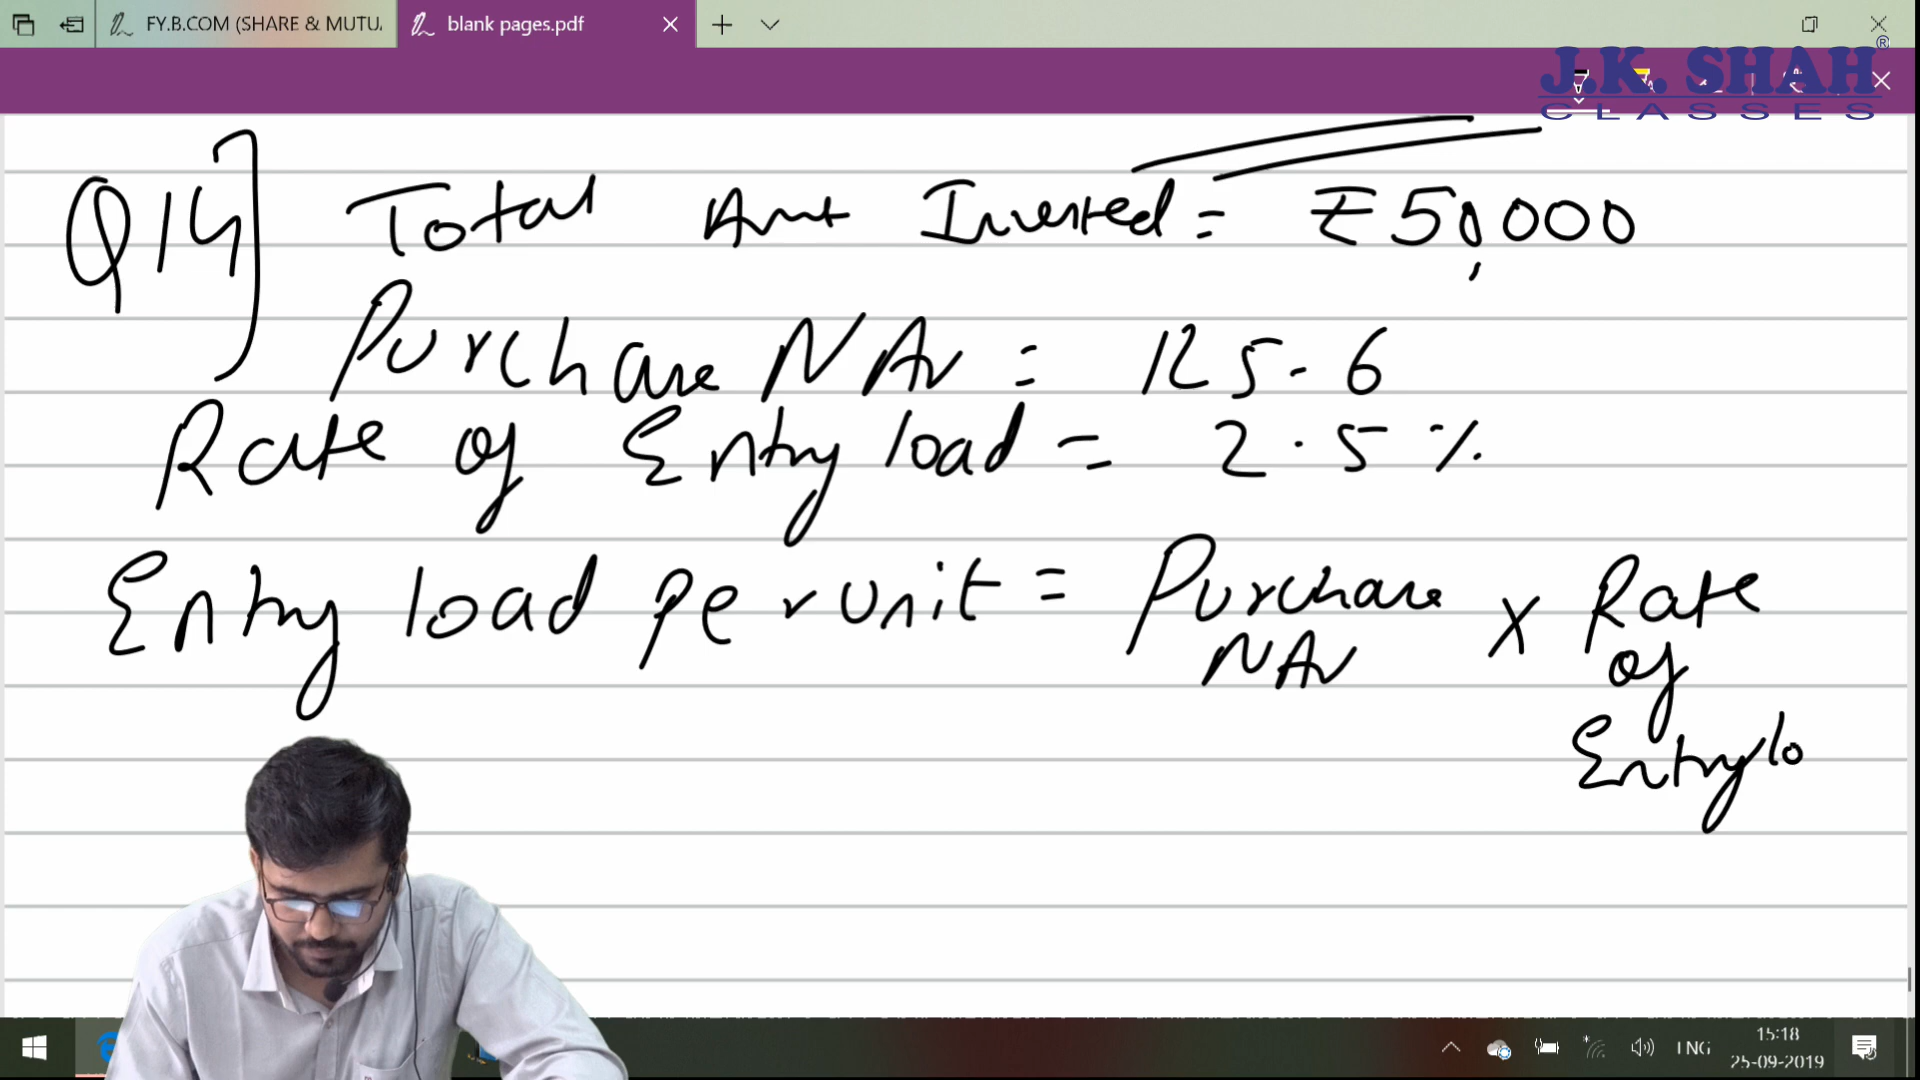 FY.B.COM (SHARE & MUTU
blank pages.pdf
J.K. SHAH®
CLASSES
Q14] Total Amt Invested = ₹50,000
Purchase NAV = 125.6
Rate of Entry load = 2.5%
Entry load per unit = Purchase NAV x Rate of Entry lo
ENG
15:18
25-09-2019